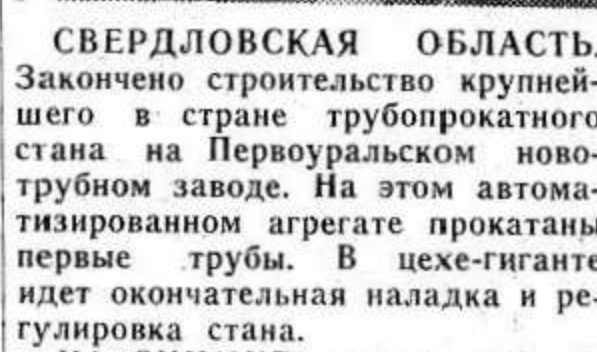 СВЕРДЛОВСКАЯ ОБЛАСТЬ.
Закончено строительство крупней-
шего в стране трубопрокатного
стана на Первоуральском ново-
трубном заводе. На этом автома-
тизированном агрегате прокатаны
первые трубы. В цехе-гиганте
идет окончательная наладка и ре-
гулировка стана.